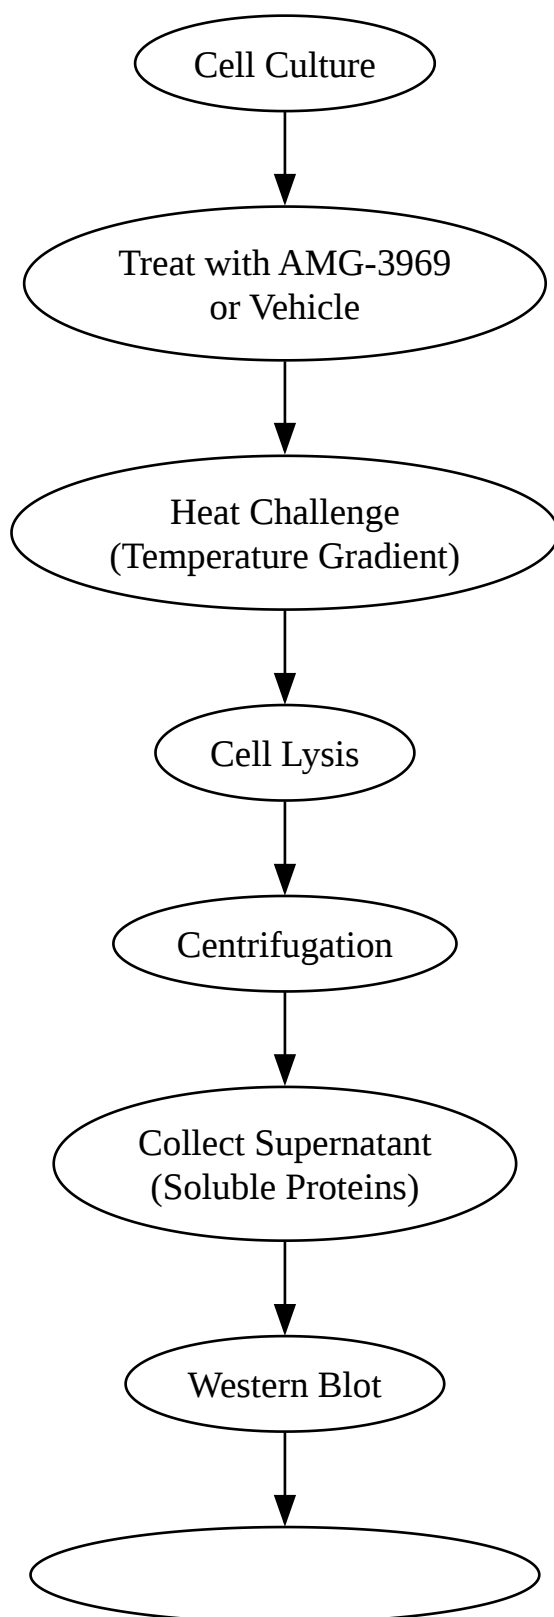 Cell Culture
Treat with AMG-3969
or Vehicle
Heat Challenge
(Temperature Gradient)
Cell Lysis
Centrifugation
Collect Supernatant
(Soluble Proteins)
Western Blot